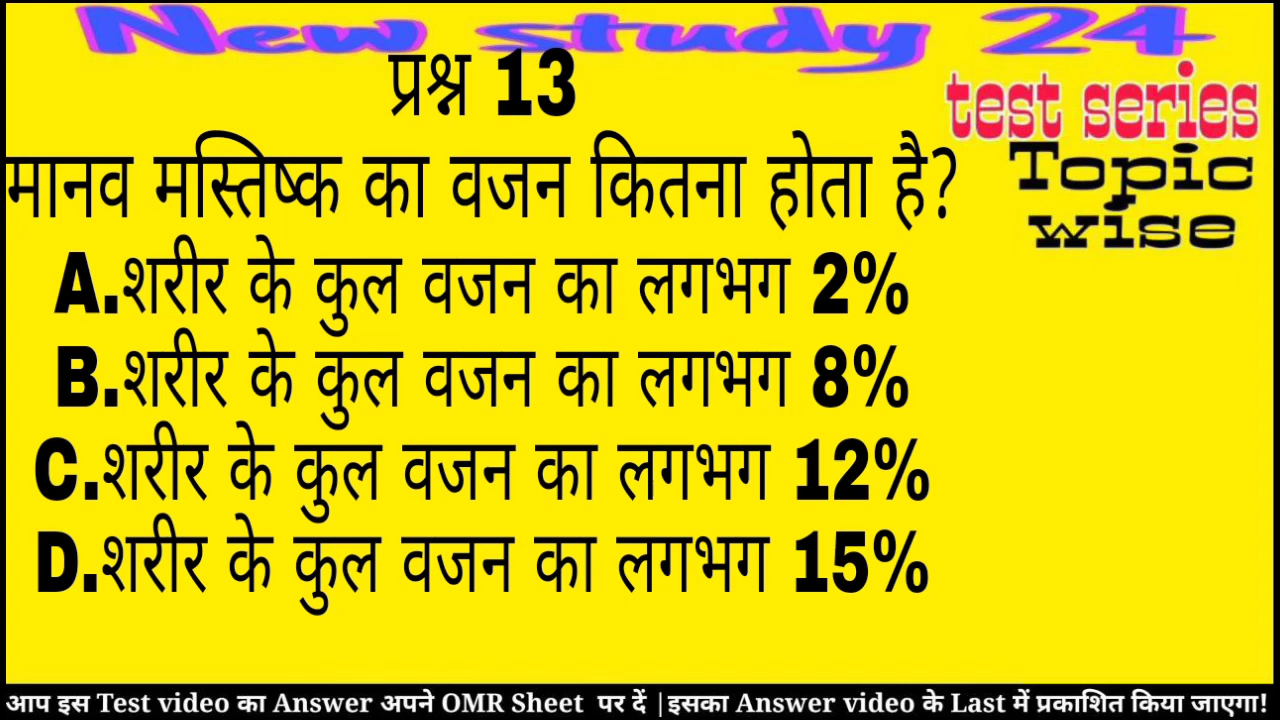 New study 24
प्रश्न 13
test series
Topic
wise
मानव मस्तिष्क का वजन कितना होता है?
A.शरीर के कुल वजन का लगभग 2%
B.शरीर के कुल वजन का लगभग 8%
C.शरीर के कुल वजन का लगभग 12%
D.शरीर के कुल वजन का लगभग 15%
आप इस Test video का Answer अपने OMR Sheet पर दें |इसका Answer video के Last में प्रकाशित किया जाएगा!